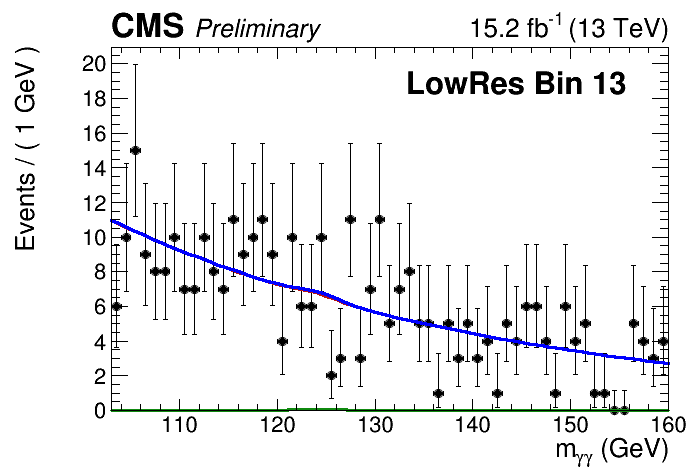 CMS Preliminary 15.2 fb⁻¹ (13 TeV)
LowRes Bin 13
Events / ( 1 GeV )
20
18
16
14
12
10
8
6
4
2
0
110 120 130 140 150 160
mγγ (GeV)